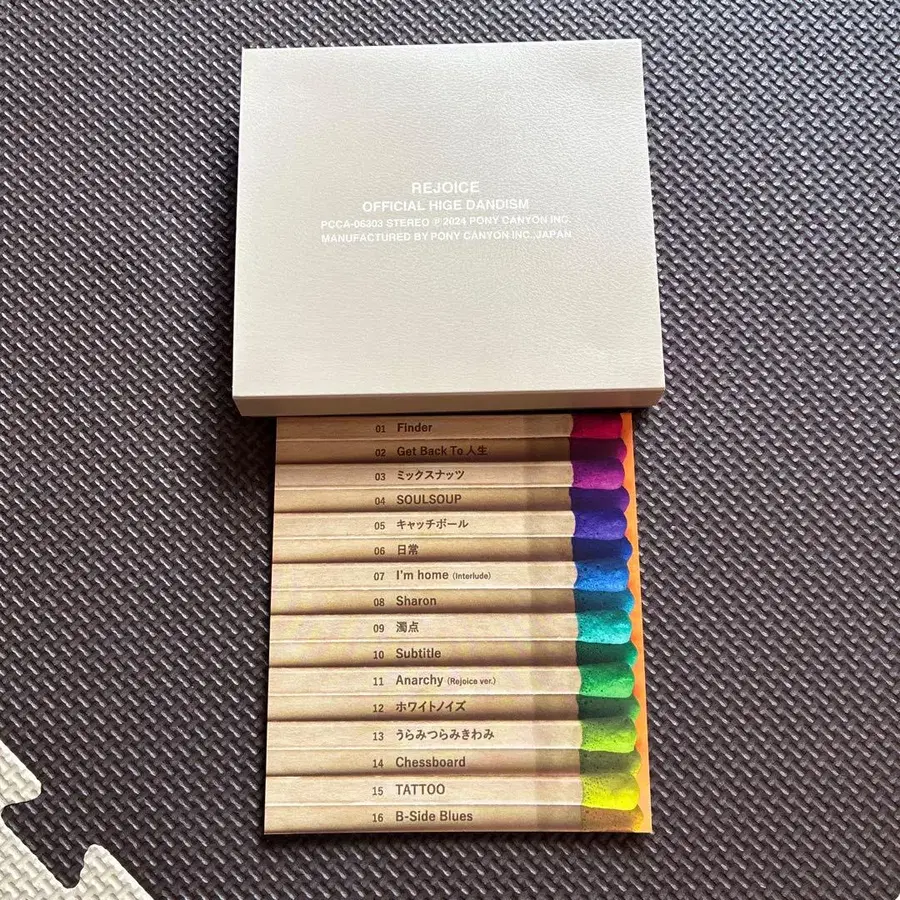 REJOICE
OFFICIAL HIGE DANDISM
PCCA-06303 STEREO ℗ 2024 PONY CANYON INC.
MANUFACTURED BY PONY CANYON INC.,JAPAN
01 Finder
02 Get Back To 人生
03 ミックスナッツ
04 SOULSOUP
05 キャッチボール
06 日常
07 I'm home (Interlude)
08 Sharon
09 濁点
10 Subtitle
11 Anarchy (Rejoice ver.)
12 ホワイトノイズ
13 うらみつらみきわみ
14 Chessboard
15 TATTOO
16 B-Side Blues